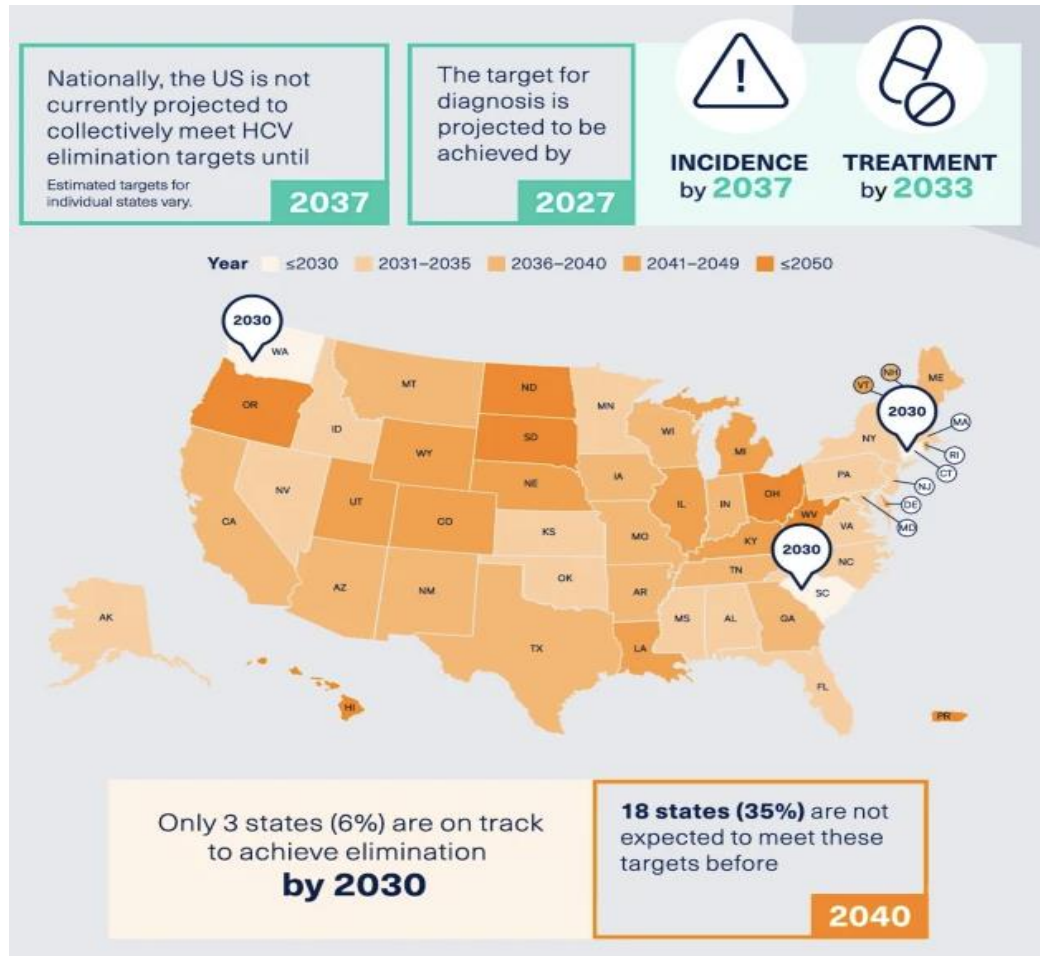 Nationally, the US is not
currently projected to
collectively meet HCV
elimination targets until
Estimated targets for
individual states vary.
2037
The target for
diagnosis is
projected to be
achieved by
2027
!
INCIDENCE
by 2037
TREATMENT
by 2033
Year ≤2030 2031–2035 2036–2040 2041–2049 ≤2050
2030
WA
OR
ID
MT
ND
MN
SD
WY
NV
UT
CA
CO
NE
KS
AZ
NM
OK
TX
IA
WI
MI
IL
IN
OH
MO
KY
WV
VA
2030
TN
NC
AR
SC
MS
AL
GA
LA
FL
NY
PA
VT
NH
ME
2030
MA
RI
CT
NJ
DE
MD
AK
HI
PR
Only 3 states (6%) are on track
to achieve elimination
by 2030
18 states (35%) are not
expected to meet these
targets before
2040